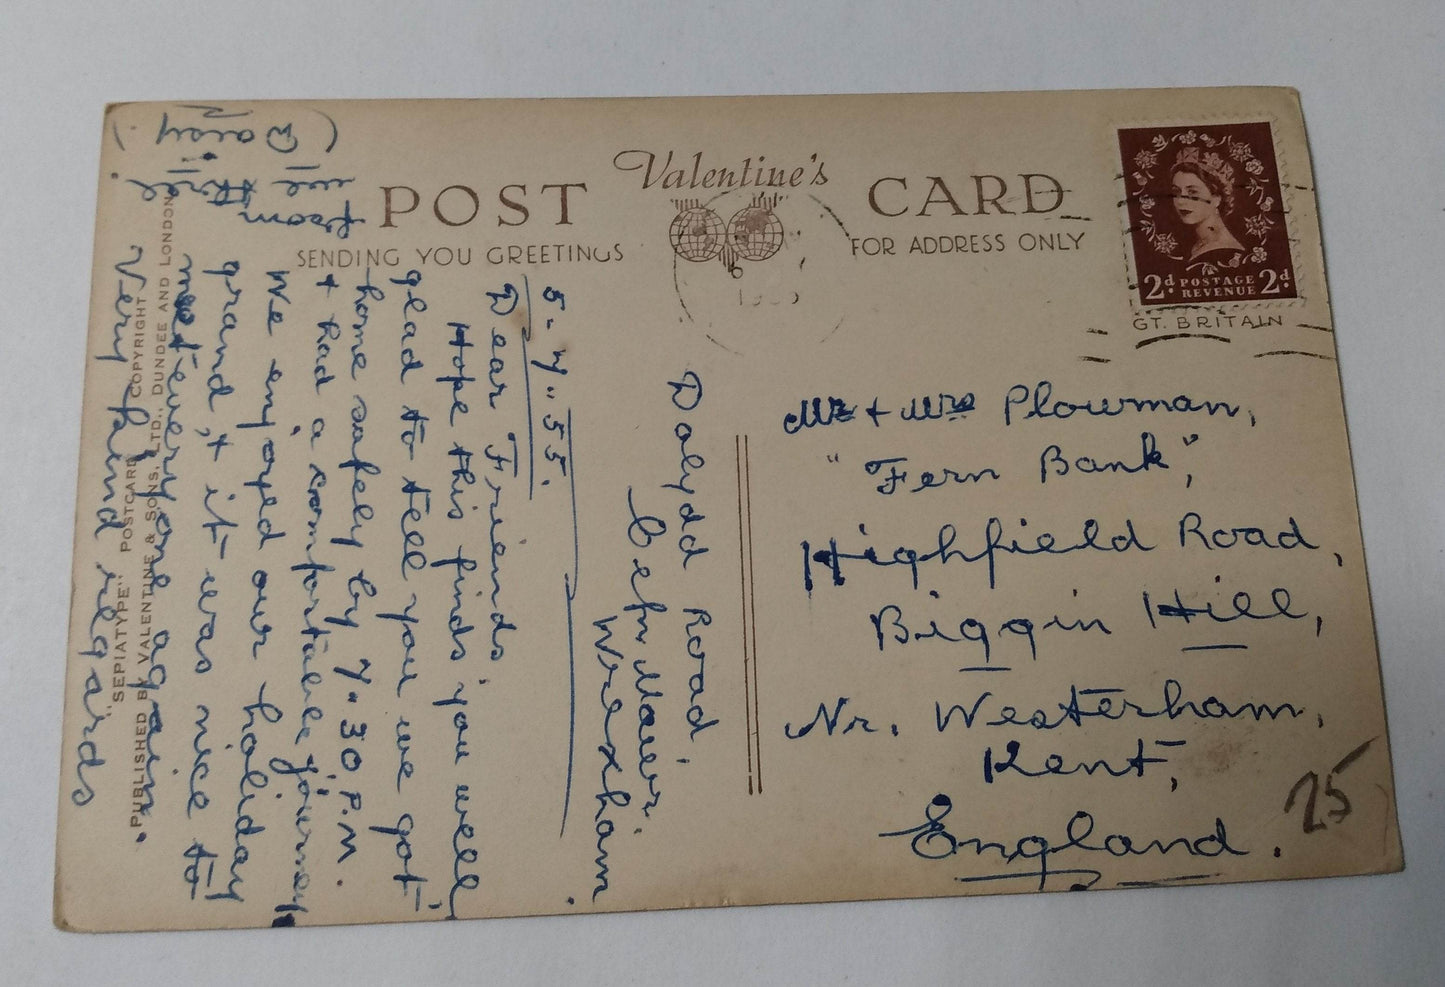 POST
Valentine's
CARD
SENDING YOU GREETINGS
FOR ADDRESS ONLY
2d. POSTAGE 2d.
REVENUE
GT. BRITAIN
Dolydd Road.
Cefn Mawr.
Wrexham
5-7"55.
Dear Friends,
Hope this finds you well
glad to tell you we got
home safely by 7"30 P.M.
+ had a comfortable journey
We enjoyed our holiday
grand, + it was nice to
meet everyone again.
Very kind regards
from
(Daisy
Mr + Mrs Plowman,
"Fern Bank",
Highfield Road,
Biggin Hill,
Nr. Westerham,
Kent,
England.
25
"SEPIATYPE" POSTCARD COPYRIGHT
PUBLISHED BY VALENTINE & SONS, LTD., DUNDEE AND LONDON